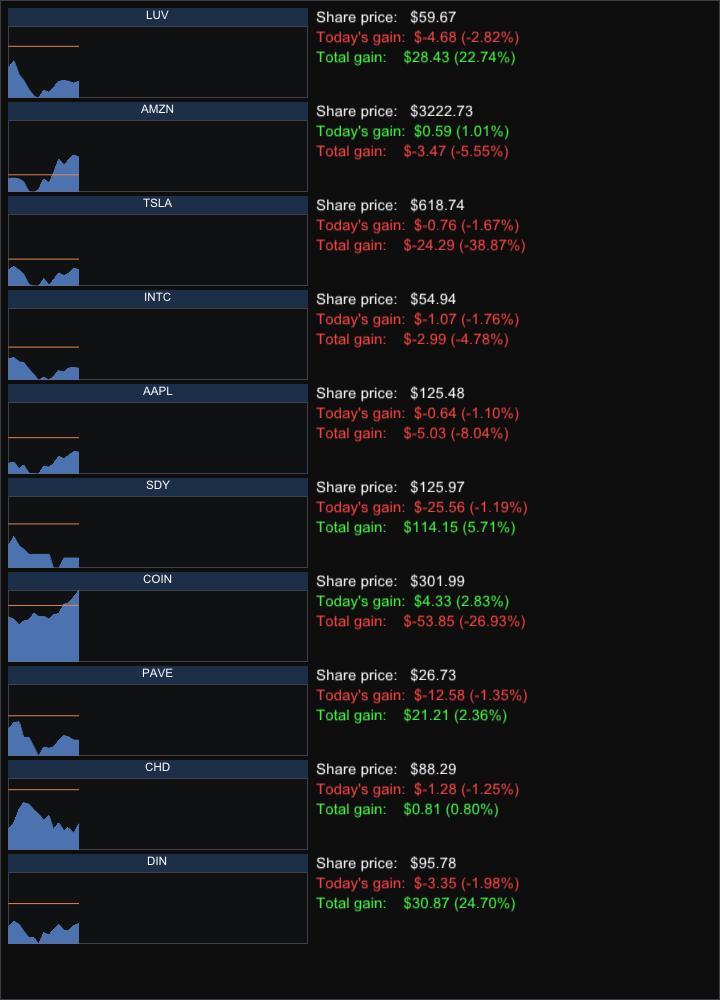 LUV
Share price: $59.67
Today's gain: $-4.68 (-2.82%)
Total gain: $28.43 (22.74%)
AMZN
Share price: $3222.73
Today's gain: $0.59 (1.01%)
Total gain: $-3.47 (-5.55%)
TSLA
Share price: $618.74
Today's gain: $-0.76 (-1.67%)
Total gain: $-24.29 (-38.87%)
INTC
Share price: $54.94
Today's gain: $-1.07 (-1.76%)
Total gain: $-2.99 (-4.78%)
AAPL
Share price: $125.48
Today's gain: $-0.64 (-1.10%)
Total gain: $-5.03 (-8.04%)
SDY
Share price: $125.97
Today's gain: $-25.56 (-1.19%)
Total gain: $114.15 (5.71%)
COIN
Share price: $301.99
Today's gain: $4.33 (2.83%)
Total gain: $-53.85 (-26.93%)
PAVE
Share price: $26.73
Today's gain: $-12.58 (-1.35%)
Total gain: $21.21 (2.36%)
CHD
Share price: $88.29
Today's gain: $-1.28 (-1.25%)
Total gain: $0.81 (0.80%)
DIN
Share price: $95.78
Today's gain: $-3.35 (-1.98%)
Total gain: $30.87 (24.70%)